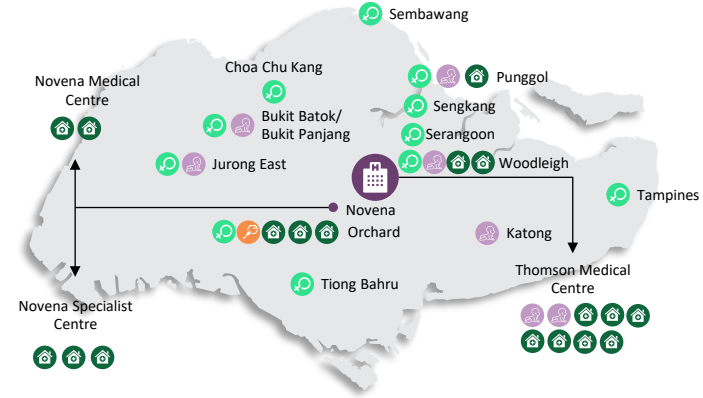 Sembawang
Choa Chu Kang
Novena Medical
Centre
Punggol
Sengkang
Bukit Batok/
Bukit Panjang
Serangoon
Jurong East
Woodleigh
H
Tampines
Novena
Orchard
Katong
Thomson Medical
Centre
Tiong Bahru
Novena Specialist
Centre